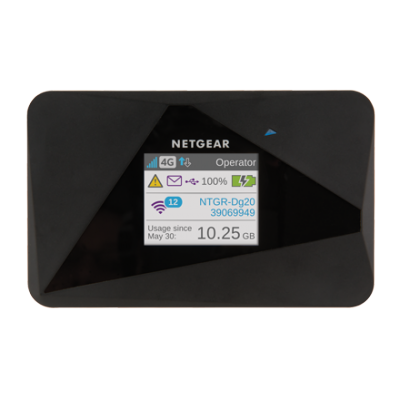 NETGEAR
4G Operator
100%
12 NTGR-Dg20
39069949
Usage since
May 30: 10.25 GB